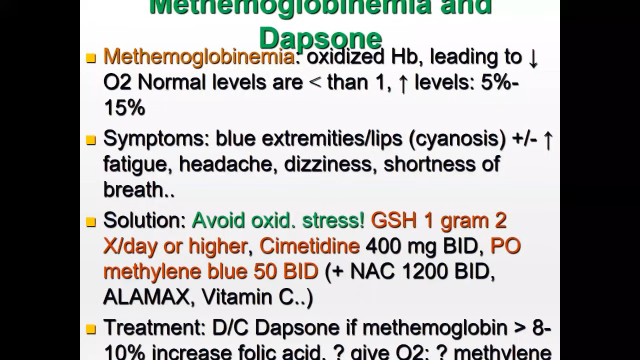 Methemoglobinemia and
Dapsone
Methemoglobinemia: oxidized Hb, leading to ↓
O2 Normal levels are < than 1, ↑ levels: 5%-
15%
Symptoms: blue extremities/lips (cyanosis) +/- ↑
fatigue, headache, dizziness, shortness of
breath..
Solution: Avoid oxid. stress! GSH 1 gram 2
X/day or higher, Cimetidine 400 mg BID, PO
methylene blue 50 BID (+ NAC 1200 BID,
ALAMAX, Vitamin C..)
Treatment: D/C Dapsone if methemoglobin > 8-
10% increase folic acid, ? give O2; ? methylene